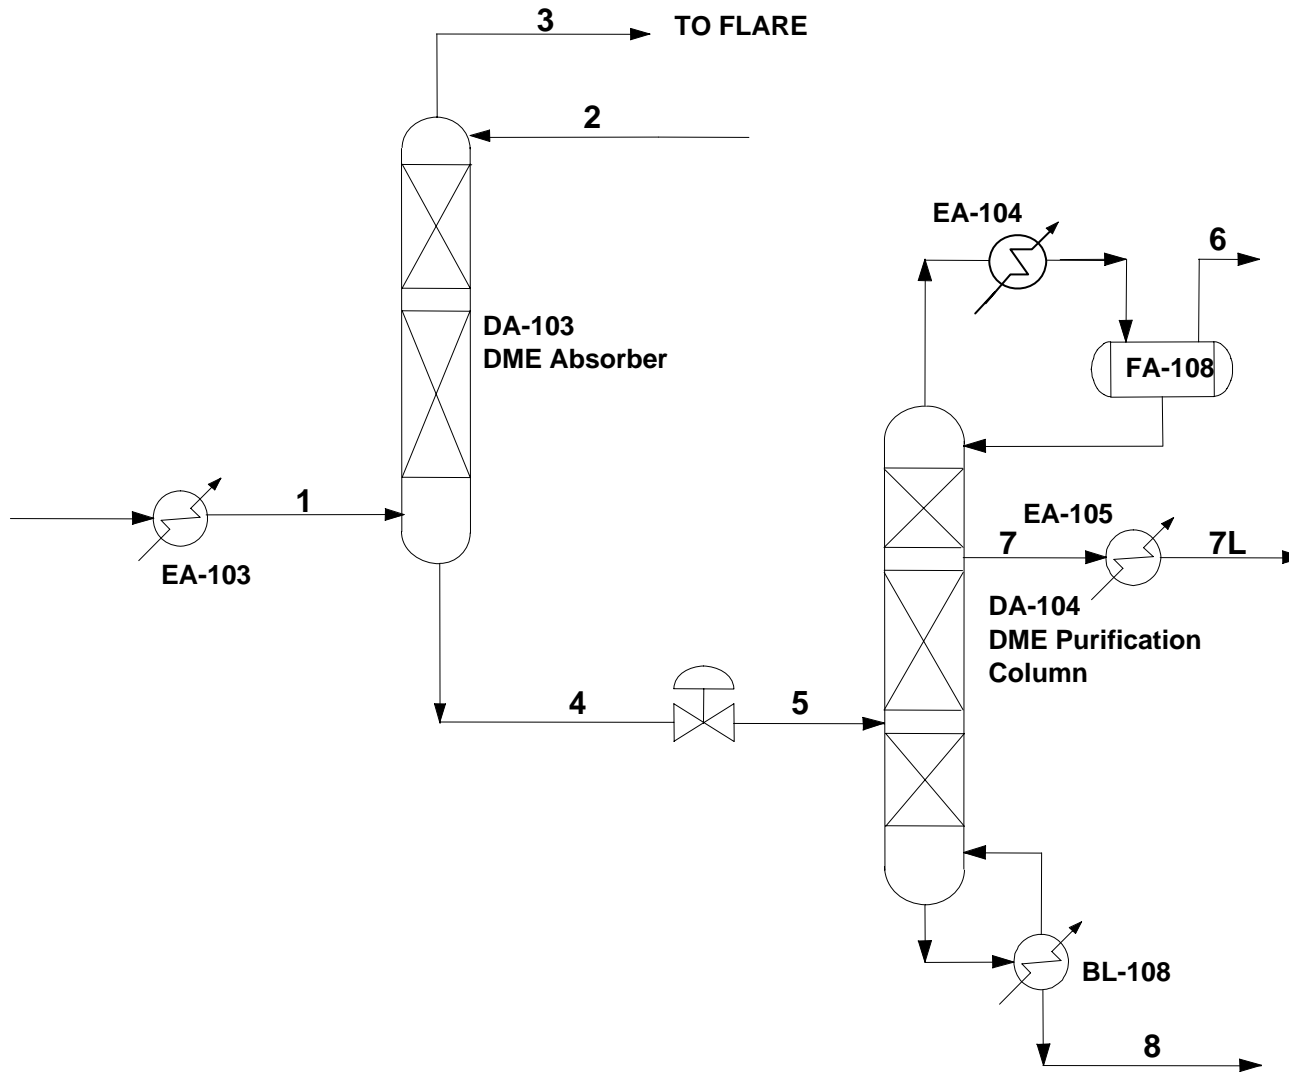 3
TO FLARE
2
EA-104
6
DA-103
DME Absorber
FA-108
1
EA-103
EA-105
7
7L
DA-104
DME Purification
Column
4
5
BL-108
8